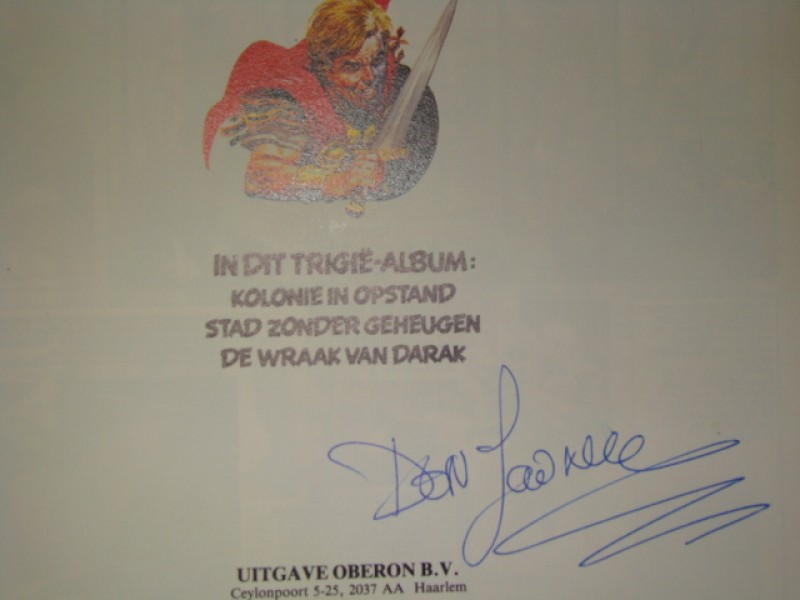 IN DIT TRIGIË-ALBUM:
KOLONIE IN OPSTAND
STAD ZONDER GEHEUGEN
DE WRAAK VAN DARAK
Don Lawrence
UITGAVE OBERON B.V.
Ceylonpoort 5-25, 2037 AA Haarlem